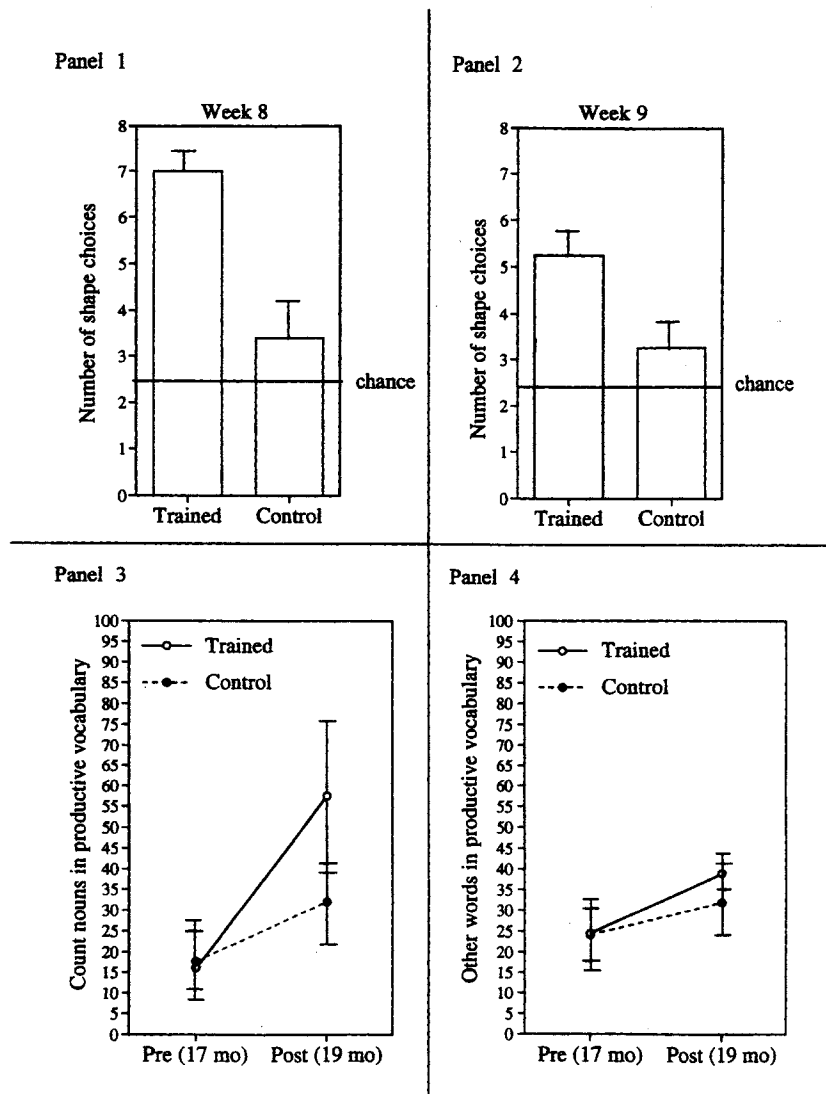 Panel 1
Week 8
Number of shape choices
8
7
6
5
4
3
2
1
0
chance
Trained
Control
Panel 2
Week 9
Number of shape choices
8
7
6
5
4
3
2
1
0
chance
Trained
Control
Panel 3
Count nouns in productive vocabulary
100
95
90
85
80
75
70
65
60
55
50
45
40
35
30
25
20
15
10
5
0
Trained
Control
Pre (17 mo)
Post (19 mo)
Panel 4
Other words in productive vocabulary
100
95
90
85
80
75
70
65
60
55
50
45
40
35
30
25
20
15
10
5
0
Trained
Control
Pre (17 mo)
Post (19 mo)